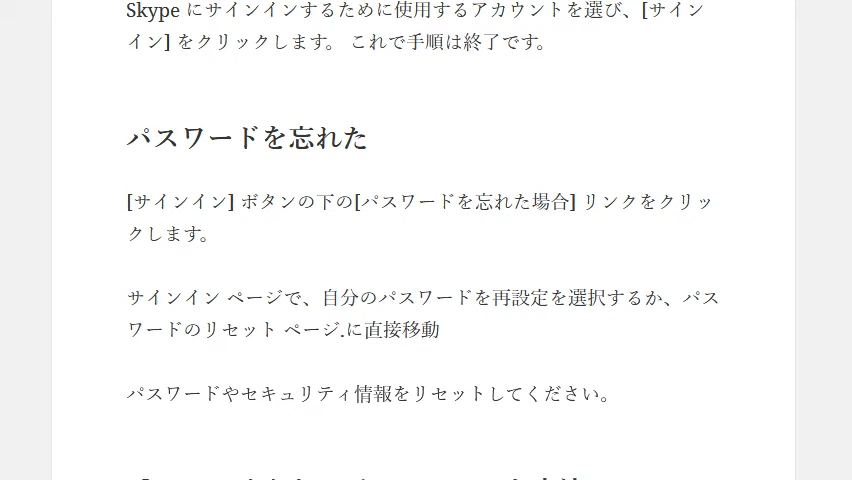 Skype にサインインするために使用するアカウントを選び、[サイン
イン] をクリックします。 これで手順は終了です。
パスワードを忘れた
[サインイン] ボタンの下の[パスワードを忘れた場合] リンクをクリッ
クします。
サインイン ページで、自分のパスワードを再設定を選択するか、パス
ワードのリセット ページ.に直接移動
パスワードやセキュリティ情報をリセットしてください。